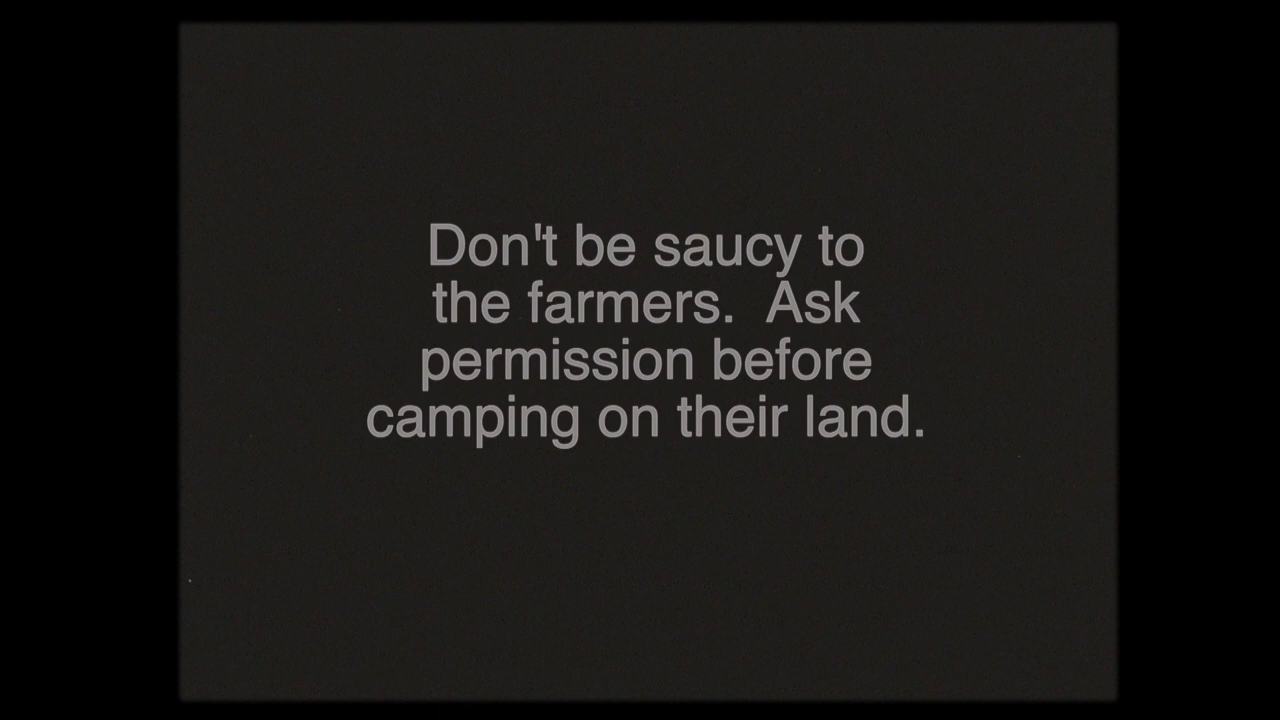 Don't be saucy to
the farmers.  Ask
permission before
camping on their land.